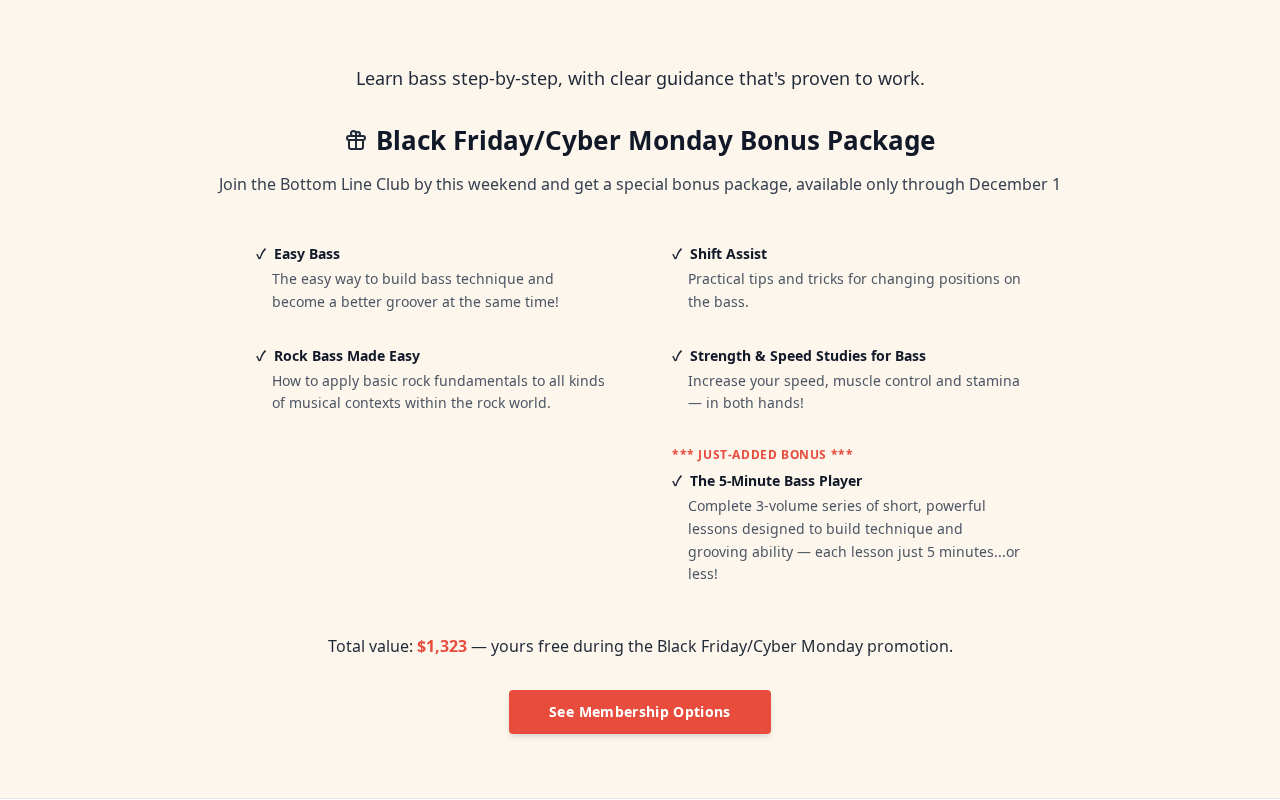 Learn bass step-by-step, with clear guidance that's proven to work.
Black Friday/Cyber Monday Bonus Package
Join the Bottom Line Club by this weekend and get a special bonus package, available only through December 1
✓ Easy Bass
The easy way to build bass technique and
become a better groover at the same time!
✓ Shift Assist
Practical tips and tricks for changing positions on
the bass.
✓ Rock Bass Made Easy
How to apply basic rock fundamentals to all kinds
of musical contexts within the rock world.
✓ Strength & Speed Studies for Bass
Increase your speed, muscle control and stamina
— in both hands!
*** JUST-ADDED BONUS ***
✓ The 5-Minute Bass Player
Complete 3-volume series of short, powerful
lessons designed to build technique and
grooving ability — each lesson just 5 minutes...or
less!
Total value: $1,323 — yours free during the Black Friday/Cyber Monday promotion.
See Membership Options